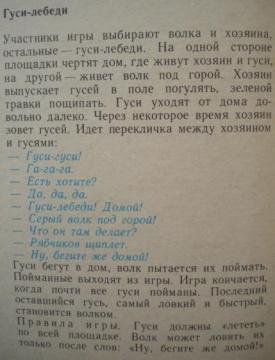 Гуси-лебеди
Участники игры выбирают волка и хозяина,
остальные — гуси-лебеди. На одной стороне
площадки чертят дом, где живут хозяин и гуси,
на другой — живет волк под горой. Хозяин
выпускает гусей в поле погулять, зеленой
травки пощипать. Гуси уходят от дома до-
вольно далеко. Через некоторое время хозяин
зовет гусей. Идет перекличка между хозяином
и гусями:
— Гуси-гуси!
— Га-га-га.
— Есть хотите?
— Да, да, да.
— Гуси-лебеди! Домой!
— Серый волк под горой!
— Что он там делает?
— Рябчиков щиплет.
— Ну, бегите же домой!
Гуси бегут в дом, волк пытается их поймать.
Пойманные выходят из игры. Игра кончается,
когда почти все гуси пойманы. Последний
оставшийся гусь, самый ловкий и быстрый,
становится волком.
Правила игры. Гуси должны «лететь»
по всей площадке. Волк может ловить их
только после слов: «Ну, бегите же домой!»